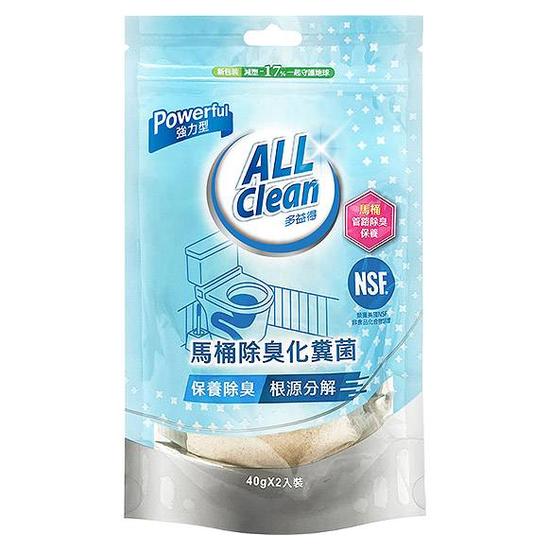 新包裝 減塑-17% 一起守護地球
Powerful
強力型
ALL
Clean
多益得
馬桶
管路除臭
保養
NSF
馬桶除臭化糞菌
保養除臭 根源分解
40gX2入裝